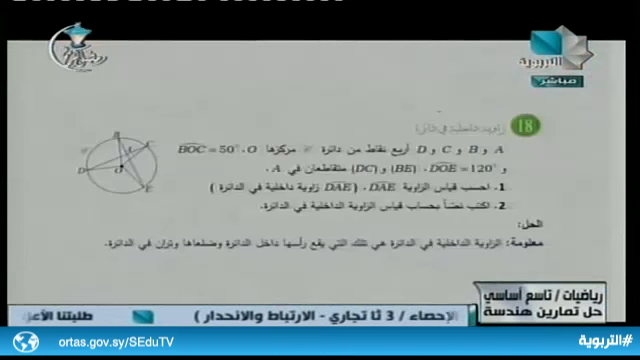 التربوية
مباشر
18
زاوية داخلية في دائرة
A و B و C و D أربع نقاط من دائرة مركزها O، BOC = 50°
و DOE = 120°، (BE) و (DC) متقاطعان في A.
1. احسب قياس الزاوية DAE، (DAE زاوية داخلية في الدائرة)
2. اكتب نصاً بحساب قياس الزاوية الداخلية في الدائرة.
الحل:
معلومة: الزاوية الداخلية في الدائرة هي تلك التي يقع رأسها داخل الدائرة وضلعاها وتران في الدائرة.
B
C
D
O
E
رياضيات / تاسع أساسي
حل تمارين هندسة
الإحصاء / 3 ثا تجاري - الارتباط والانحدار )
طلبتنا الأعز
ortas.gov.sy/SEduTV
#التربوية